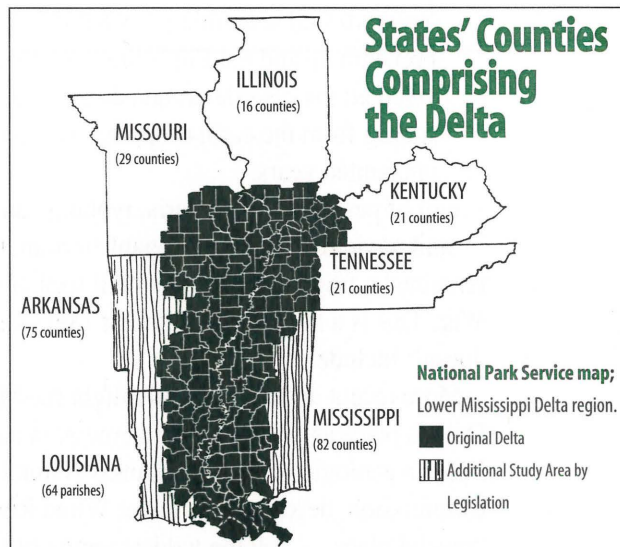 States' Counties
Comprising
the Delta
ILLINOIS
(16 counties)
MISSOURI
(29 counties)
KENTUCKY
(21 counties)
TENNESSEE
(21 counties)
ARKANSAS
(75 counties)
MISSISSIPPI
(82 counties)
LOUISIANA
(64 parishes)
National Park Service map;
Lower Mississippi Delta region.
Original Delta
Additional Study Area by
Legislation